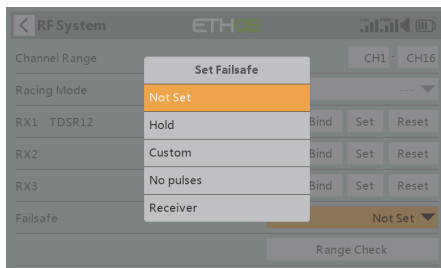 RF System ETHOS
Set Failsafe
Channel Range CH1 - CH16
Not Set
Racing Mode ---
Hold
RX1 TDSR12 Bind Set Reset
Custom
RX2 Bind Set Reset
No pulses
RX3 Bind Set Reset
Receiver
Failsafe Not Set
Range Check